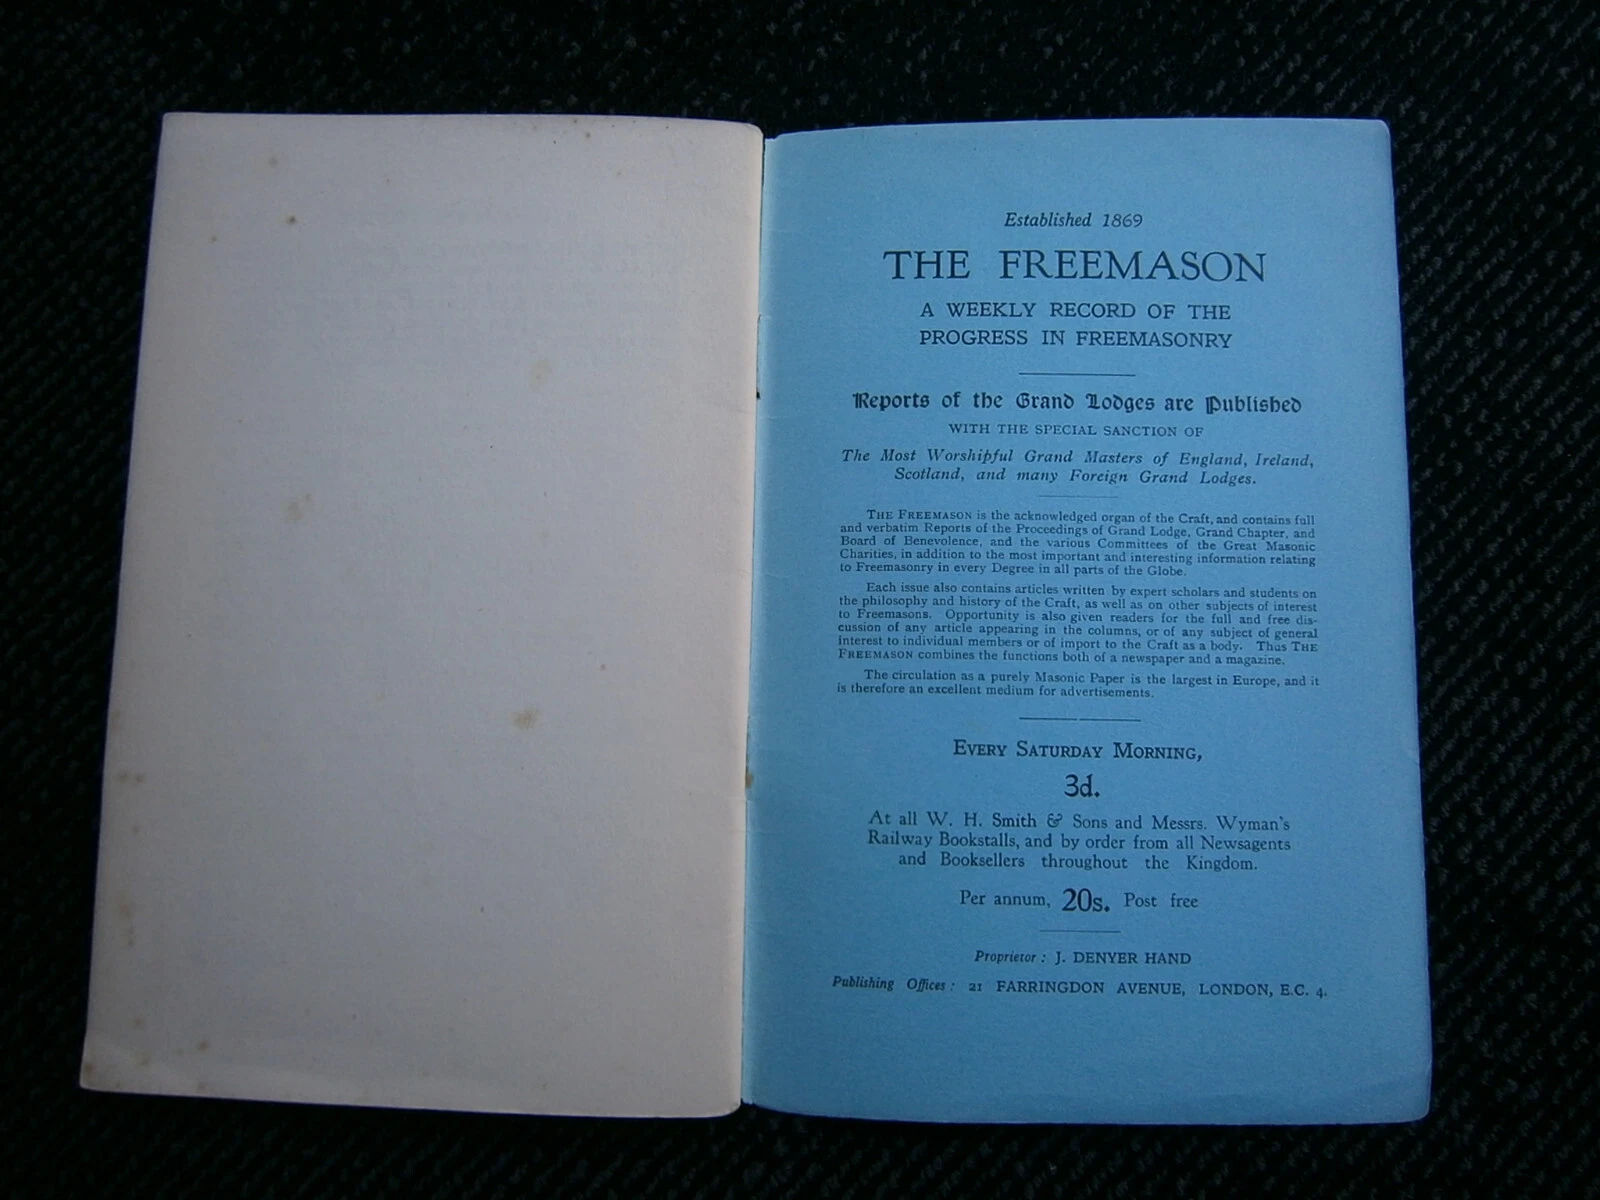 Established 1869
THE FREEMASON
A WEEKLY RECORD OF THE
PROGRESS IN FREEMASONRY
Reports of the Grand Lodges are Published
WITH THE SPECIAL SANCTION OF
The Most Worshipful Grand Masters of England, Ireland,
Scotland, and many Foreign Grand Lodges.
THE FREEMASON is the acknowledged organ of the Craft, and contains full
and verbatim Reports of the Proceedings of Grand Lodge, Grand Chapter, and
Board of Benevolence, and the various Committees of the Great Masonic
Charities, in addition to the most important and interesting information relating
to Freemasonry in every Degree in all parts of the Globe.
Each issue also contains articles written by expert scholars and students on
the philosophy and history of the Craft, as well as on other subjects of interest
to Freemasons. Opportunity is also given readers for the full and free dis-
cussion of any article appearing in the columns, or of any subject of general
interest to individual members or of import to the Craft as a body. Thus THE
FREEMASON combines the functions both of a newspaper and a magazine.
The circulation as a purely Masonic Paper is the largest in Europe, and it
is therefore an excellent medium for advertisements.
EVERY SATURDAY MORNING,
3d.
At all W. H. Smith & Sons and Messrs. Wyman's
Railway Bookstalls, and by order from all Newsagents
and Booksellers throughout the Kingdom.
Per annum, 20s. Post free
Proprietor: J. DENYER HAND
Publishing Offices: 21 FARRINGDON AVENUE, LONDON, E.C. 4.